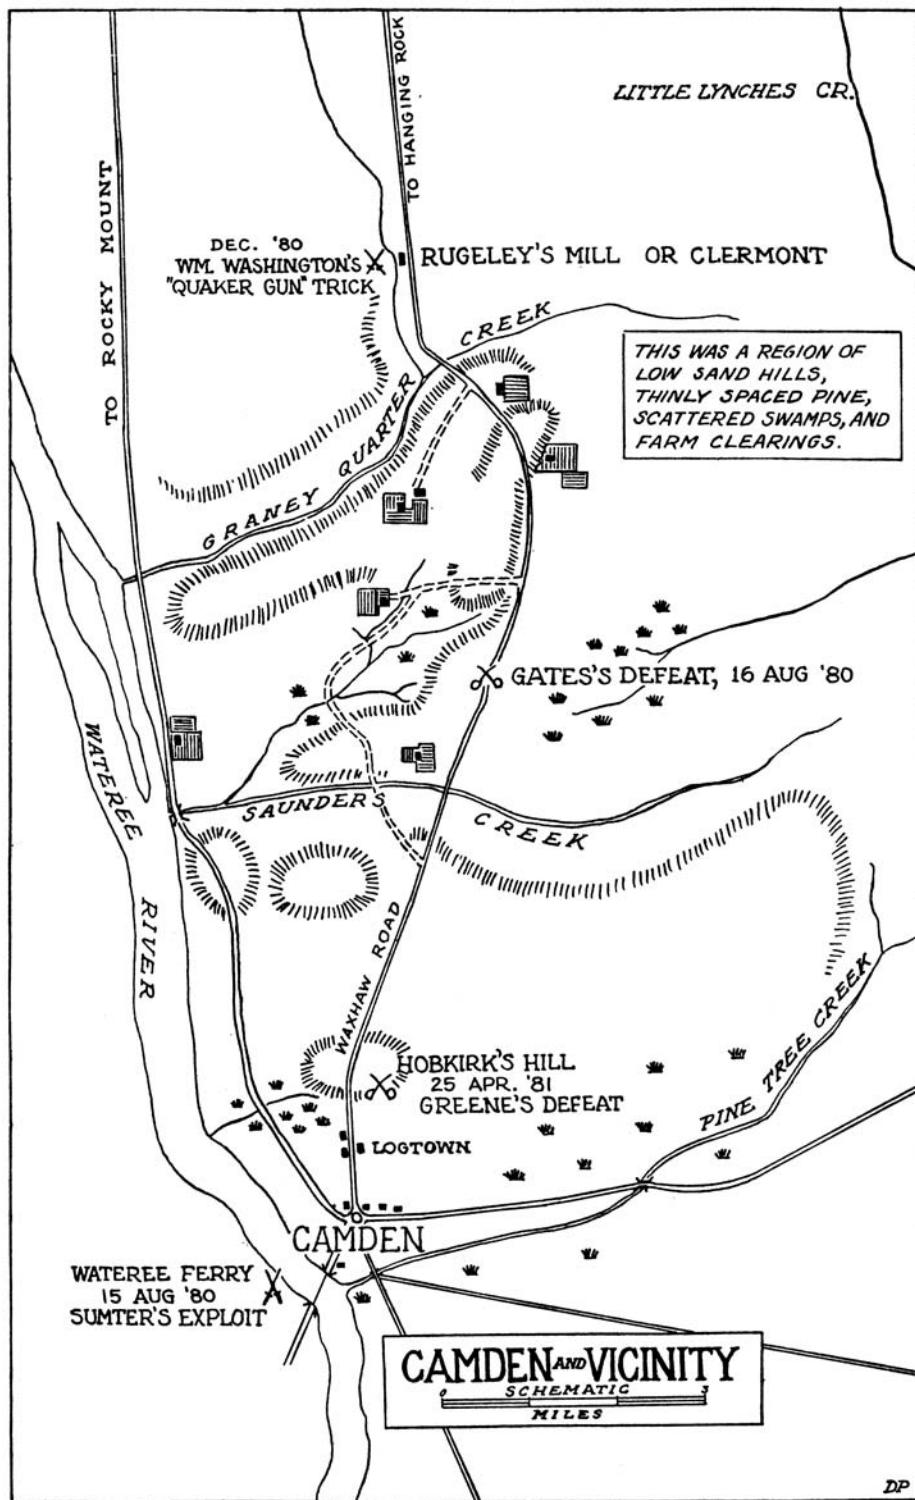 TO HANGING ROCK
LITTLE LYNCHES CR.
TO ROCKY MOUNT
DEC. '80
WM. WASHINGTON'S
"QUAKER GUN" TRICK
RUGELEY'S MILL OR CLERMONT
GRANEY QUARTER CREEK
THIS WAS A REGION OF
LOW SAND HILLS,
THINLY SPACED PINE,
SCATTERED SWAMPS, AND
FARM CLEARINGS.
GATES'S DEFEAT, 16 AUG '80
WATEREE RIVER
SAUNDERS CREEK
WAXHAW ROAD
PINE TREE CREEK
HOBKIRK'S HILL
25 APR. '81
GREENE'S DEFEAT
LOGTOWN
CAMDEN
WATEREE FERRY
15 AUG '80
SUMTER'S EXPLOIT
CAMDEN AND VICINITY
SCHEMATIC
0 3
MILES
DP